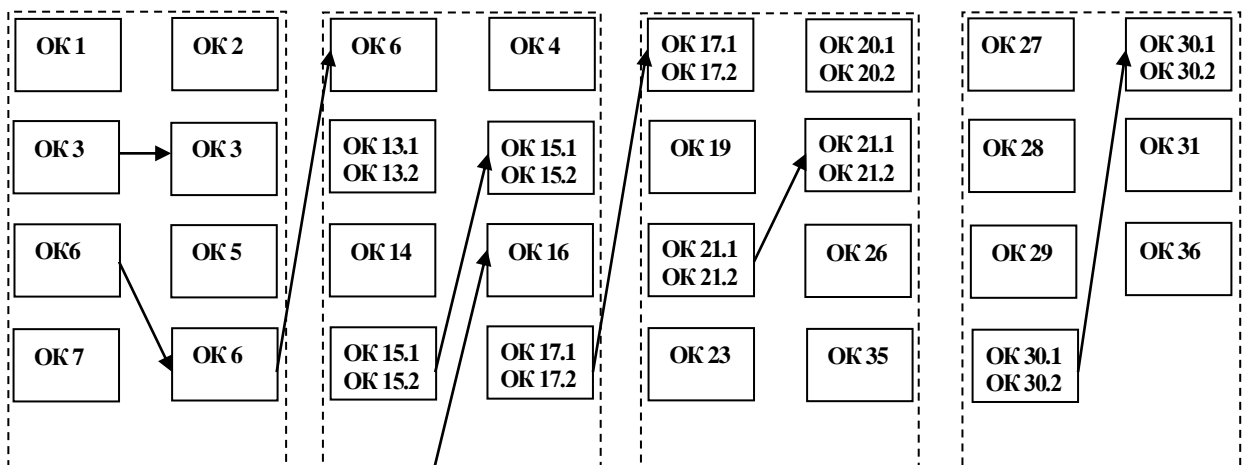 ОК 1
ОК 2
ОК 6
ОК 4
ОК 17.1
ОК 17.2
ОК 20.1
ОК 20.2
ОК 27
ОК 30.1
ОК 30.2
ОК 3
ОК 3
ОК 13.1
ОК 13.2
ОК 15.1
ОК 15.2
ОК 19
ОК 21.1
ОК 21.2
ОК 28
ОК 31
ОК6
ОК 5
ОК 14
ОК 16
ОК 21.1
ОК 21.2
ОК 26
ОК 29
ОК 36
ОК 7
ОК 6
ОК 15.1
ОК 15.2
ОК 17.1
ОК 17.2
ОК 23
ОК 35
ОК 30.1
ОК 30.2